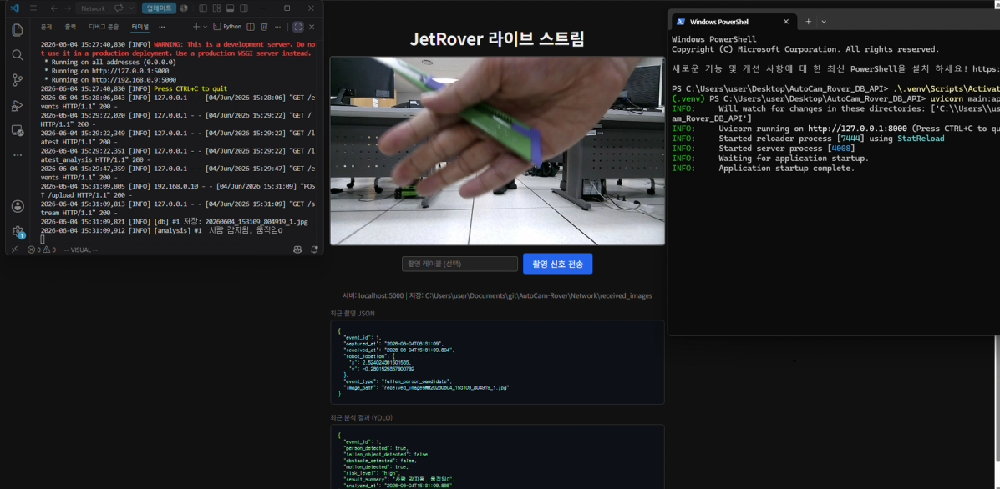 Network
업데이트
문제
출력
디버그 콘솔
터미널
Python
2026-06-04 15:27:40,830 [INFO] WARNING: This is a development server. Do no
t use it in a production deployment. Use a production WSGI server instead.
* Running on all addresses (0.0.0.0)
* Running on http://127.0.0.1:5000
* Running on http://192.168.0.9:5000
2026-06-04 15:27:40,830 [INFO] Press CTRL+C to quit
2026-06-04 15:28:06,843 [INFO] 127.0.0.1 - - [04/Jun/2026 15:28:06] "GET /e
vents HTTP/1.1" 200 -
2026-06-04 15:29:22,020 [INFO] 127.0.0.1 - - [04/Jun/2026 15:29:22] "GET /
HTTP/1.1" 200 -
2026-06-04 15:29:22,349 [INFO] 127.0.0.1 - - [04/Jun/2026 15:29:22] "GET /l
atest HTTP/1.1" 200 -
2026-06-04 15:29:22,351 [INFO] 127.0.0.1 - - [04/Jun/2026 15:29:22] "GET /l
atest_analysis HTTP/1.1" 200 -
2026-06-04 15:29:47,359 [INFO] 127.0.0.1 - - [04/Jun/2026 15:29:47] "GET /e
vents HTTP/1.1" 200 -
2026-06-04 15:31:09,805 [INFO] 192.168.0.10 - - [04/Jun/2026 15:31:09] "POS
T /upload HTTP/1.1" 200 -
2026-06-04 15:31:09,813 [INFO] 127.0.0.1 - - [04/Jun/2026 15:31:09] "GET /s
tream HTTP/1.1" 200 -
2026-06-04 15:31:09,821 [INFO] [db] #1 저장: 20260604_153109_804919_1.jpg
2026-06-04 15:31:09,912 [INFO] [analysis] #1 사람 감지됨, 움직임O
0
0
-- VISUAL --
1
JetRover 라이브 스트림
촬영 레이블 (선택)
촬영 신호 전송
서버: localhost:5000 | 저장: C:\Users\user\Documents\git\AutoCam-Rover\Network\received_images
최근 촬영 JSON
{
"event_id": 1,
"captured_at": "2026-06-04T06:31:09",
"received_at": "2026-06-04T15:31:09.804",
"robot_location": {
"x": 2.524024361501565,
"y": -0.2801525857900792
},
"event_type": "fallen_person_candidate",
"image_path": "received_images₩₩20260604_153109_804919_1.jpg"
}
최근 분석 결과 (YOLO)
{
"event_id": 1,
"person_detected": true,
"fallen_object_detected": false,
"obstacle_detected": false,
"motion_detected": true,
"risk_level": "high",
"result_summary": "사람 감지됨, 움직임O"
"analyzed_at": "2026-06-04T15:31:09.898"
Windows PowerShell
Windows PowerShell
Copyright (C) Microsoft Corporation. All rights reserved.
새로운 기능 및 개선 사항에 대 한 최신 PowerShell을 설치 하세요! https:
PS C:\Users\user\Desktop\AutoCam_Rover_DB_API> .\.venv\Scripts\Activat
(.venv) PS C:\Users\user\Desktop\AutoCam_Rover_DB_API> uvicorn main:ap
INFO: Will watch for changes in these directories: ['C:\\Users\\us
am_Rover_DB_API']
INFO: Uvicorn running on http://127.0.0.1:8000 (Press CTRL+C to qu
INFO: Started reloader process [7444] using StatReload
INFO: Started server process [4008]
INFO: Waiting for application startup.
INFO: Application startup complete.